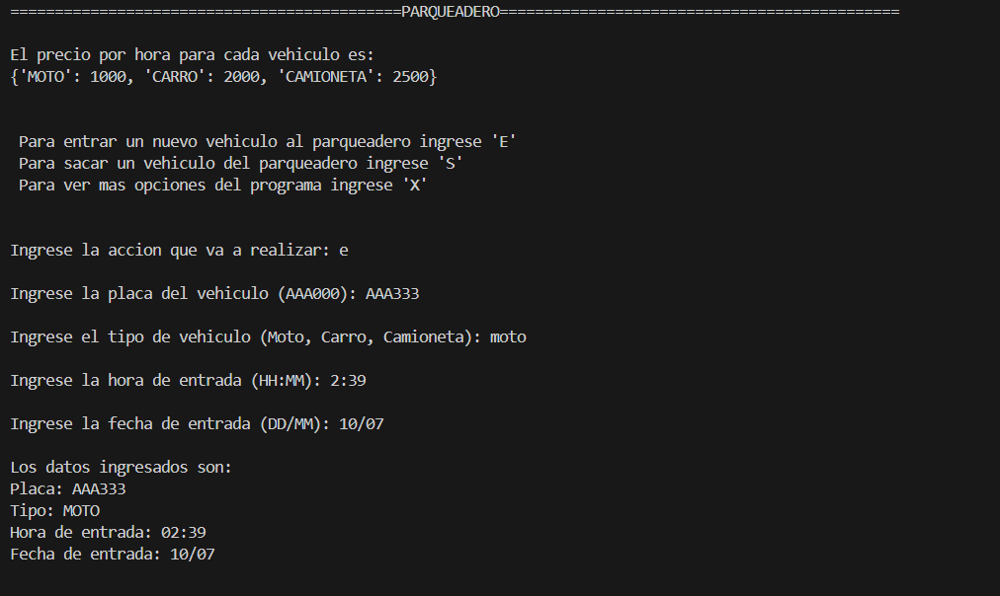 ============================================PARQUEADERO=============================================
El precio por hora para cada vehiculo es:
{'MOTO': 1000, 'CARRO': 2000, 'CAMIONETA': 2500}
Para entrar un nuevo vehiculo al parqueadero ingrese 'E'
Para sacar un vehiculo del parqueadero ingrese 'S'
Para ver mas opciones del programa ingrese 'X'
Ingrese la accion que va a realizar: e
Ingrese la placa del vehiculo (AAA000): AAA333
Ingrese el tipo de vehiculo (Moto, Carro, Camioneta): moto
Ingrese la hora de entrada (HH:MM): 2:39
Ingrese la fecha de entrada (DD/MM): 10/07
Los datos ingresados son:
Placa: AAA333
Tipo: MOTO
Hora de entrada: 02:39
Fecha de entrada: 10/07